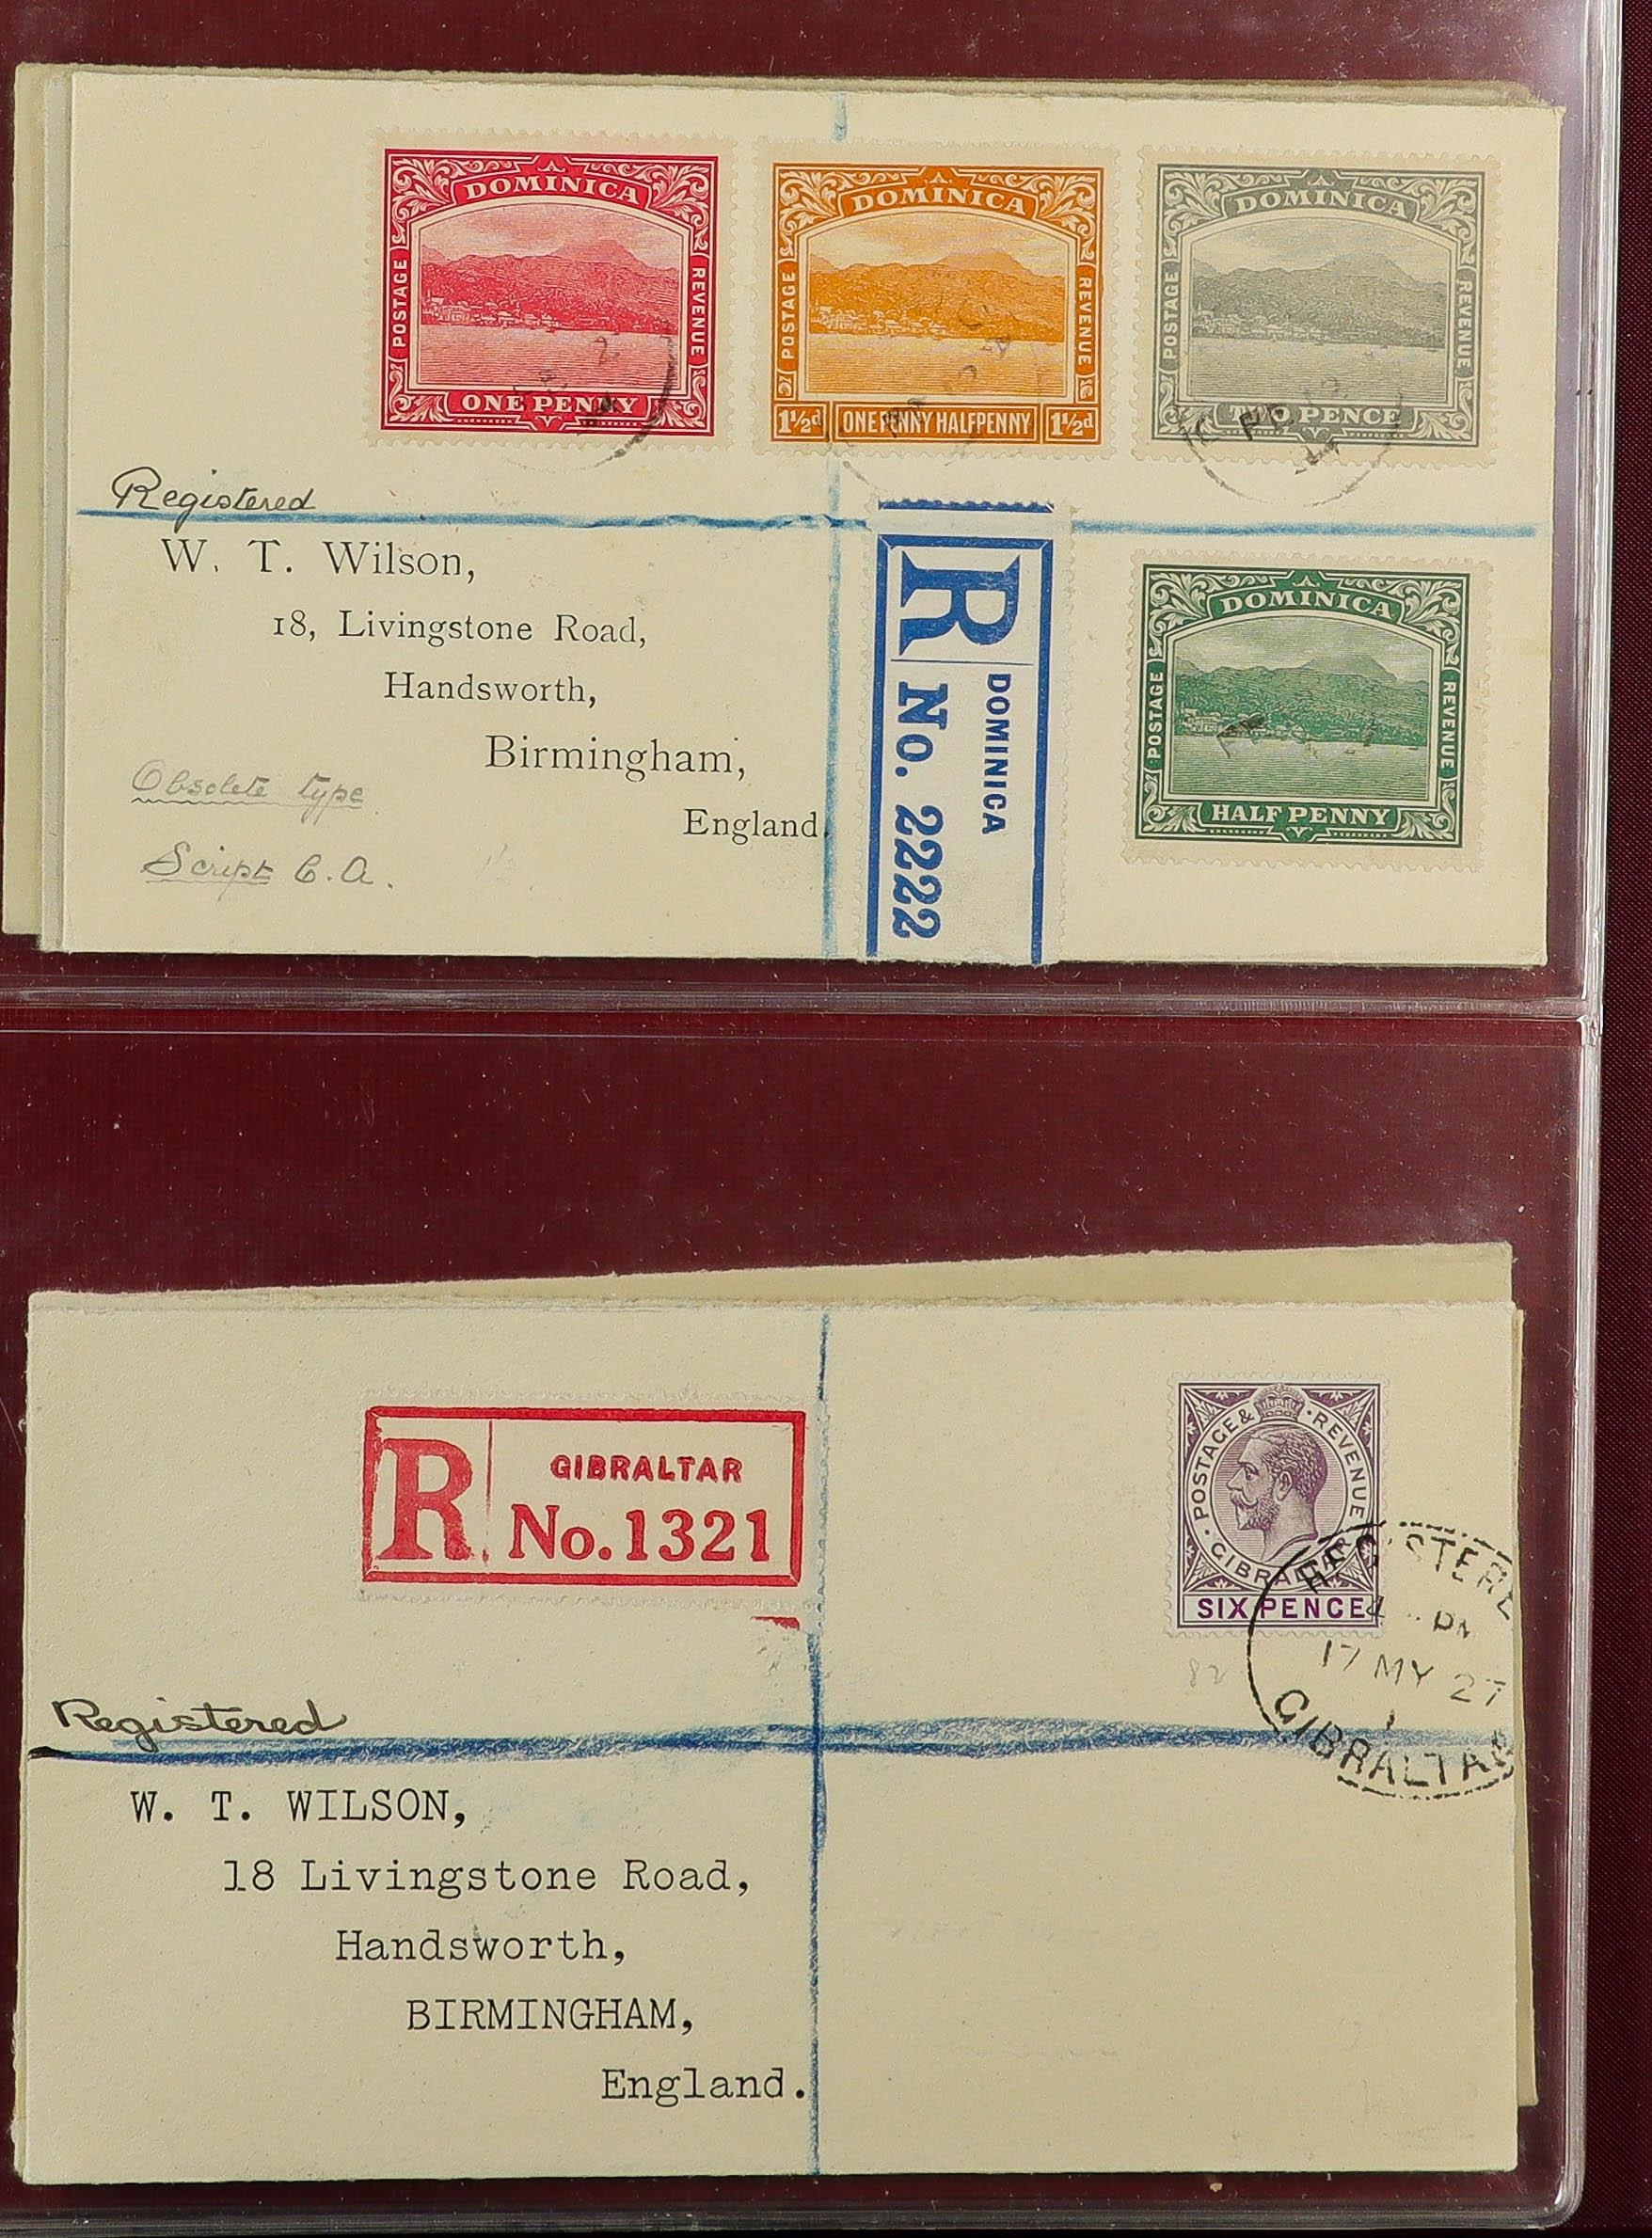 DOMINICA
POSTAGE
REVENUE
ONE PENNY
DOMINICA
POSTAGE
REVENUE
1½d ONE PENNY HALFPENNY 1½d
DOMINICA
POSTAGE
REVENUE
TWO PENCE
Registered
W. T. Wilson,
18, Livingstone Road,
Handsworth,
Birmingham,
England.
Obsolete type
Script C.A.
R
DOMINICA
No. 2222
DOMINICA
POSTAGE
REVENUE
HALF PENNY
R
GIBRALTAR
No. 1321
POSTAGE & REVENUE
GIBRALTAR
SIX PENCE
17 MY 27
GIBRALTAR
82
Registered
W. T. WILSON,
18 Livingstone Road,
Handsworth,
BIRMINGHAM,
England.